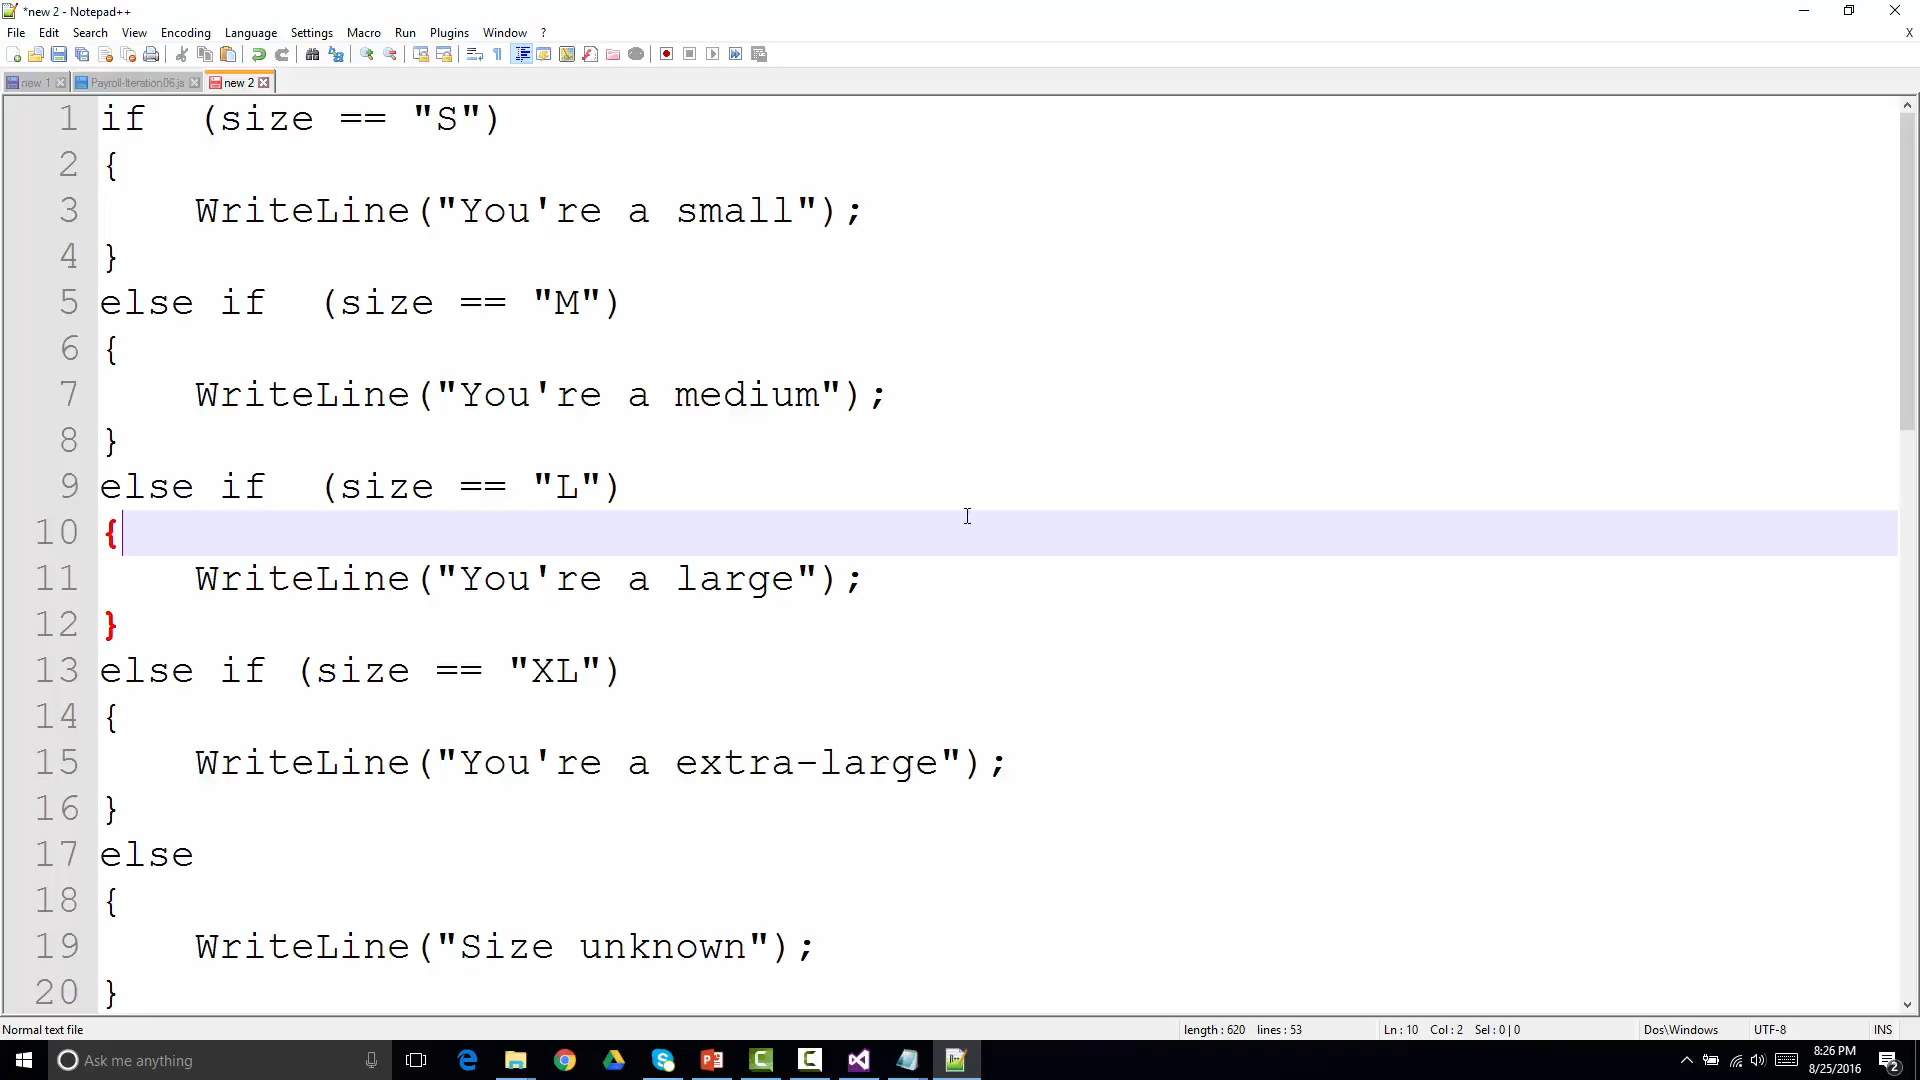 *new 2 - Notepad++
File Edit Search View Encoding Language Settings Macro Run Plugins Window ? X
new 1 Payroll-Iteration06.js new 2
1 if  (size == "S")
2 {
3     WriteLine("You're a small");
4 }
5 else if  (size == "M")
6 {
7     WriteLine("You're a medium");
8 }
9 else if  (size == "L")
10 {
11     WriteLine("You're a large");
12 }
13 else if (size == "XL")
14 {
15     WriteLine("You're a extra-large");
16 }
17 else
18 {
19     WriteLine("Size unknown");
20 }
Normal text file length : 620 lines : 53 Ln : 10 Col : 2 Sel : 0 | 0 Dos\Windows UTF-8 INS
Ask me anything
8:26 PM
8/25/2016
2